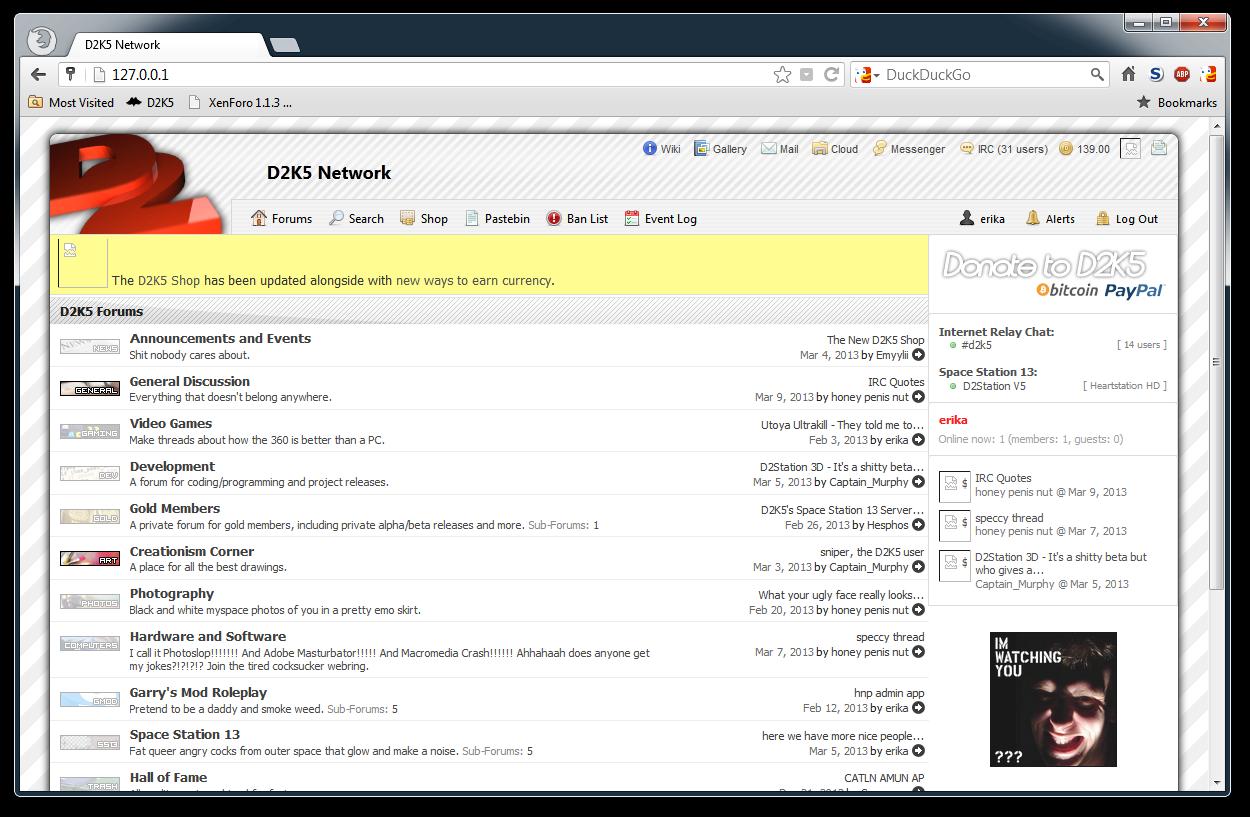 D2K5 Network
127.0.0.1
DuckDuckGo
ABP
Most Visited
D2K5
XenForo 1.1.3 ...
Bookmarks
Wiki
Gallery
Mail
Cloud
Messenger
IRC (31 users)
139.00
D2K5 Network
Forums
Search
Shop
Pastebin
Ban List
Event Log
erika
Alerts
Log Out
The D2K5 Shop has been updated alongside with new ways to earn currency.
D2K5 Forums
NEWS
Announcements and Events
Shit nobody cares about.
The New D2K5 Shop
Mar 4, 2013 by Emyylii
GENERAL
General Discussion
Everything that doesn't belong anywhere.
IRC Quotes
Mar 9, 2013 by honey penis nut
GAMING
Video Games
Make threads about how the 360 is better than a PC.
Utoya Ultrakill - They told me to...
Feb 3, 2013 by erika
DEV
Development
A forum for coding/programming and project releases.
D2Station 3D - It's a shitty beta...
Mar 5, 2013 by Captain_Murphy
GOLD
Gold Members
A private forum for gold members, including private alpha/beta releases and more. Sub-Forums: 1
D2K5's Space Station 13 Server...
Feb 26, 2013 by Hesphos
ART
Creationism Corner
A place for all the best drawings.
sniper, the D2K5 user
Mar 3, 2013 by Captain_Murphy
PHOTOS
Photography
Black and white myspace photos of you in a pretty emo skirt.
What your ugly face really looks...
Feb 20, 2013 by honey penis nut
COMPUTERS
Hardware and Software
I call it Photoslop!!!!!!! And Adobe Masturbator!!!!! And Macromedia Crash!!!!!! Ahhahaah does anyone get
my jokes?!?!?!? Join the tired cocksucker webring.
speccy thread
Mar 7, 2013 by honey penis nut
GMOD
Garry's Mod Roleplay
Pretend to be a daddy and smoke weed. Sub-Forums: 5
hnp admin app
Feb 12, 2013 by erika
SS13
Space Station 13
Fat queer angry cocks from outer space that glow and make a noise. Sub-Forums: 5
here we have more nice people...
Mar 5, 2013 by erika
TRASH
Hall of Fame
CATLN AMUN AP
Donate to D2K5
bitcoin PayPal
Internet Relay Chat:
#d2k5
[ 14 users ]
Space Station 13:
D2Station V5
[ Heartstation HD ]
erika
Online now: 1 (members: 1, guests: 0)
$
IRC Quotes
honey penis nut @ Mar 9, 2013
$
speccy thread
honey penis nut @ Mar 7, 2013
$
D2Station 3D - It's a shitty beta but
who gives a...
Captain_Murphy @ Mar 5, 2013
IM
WATCHING
YOU
???